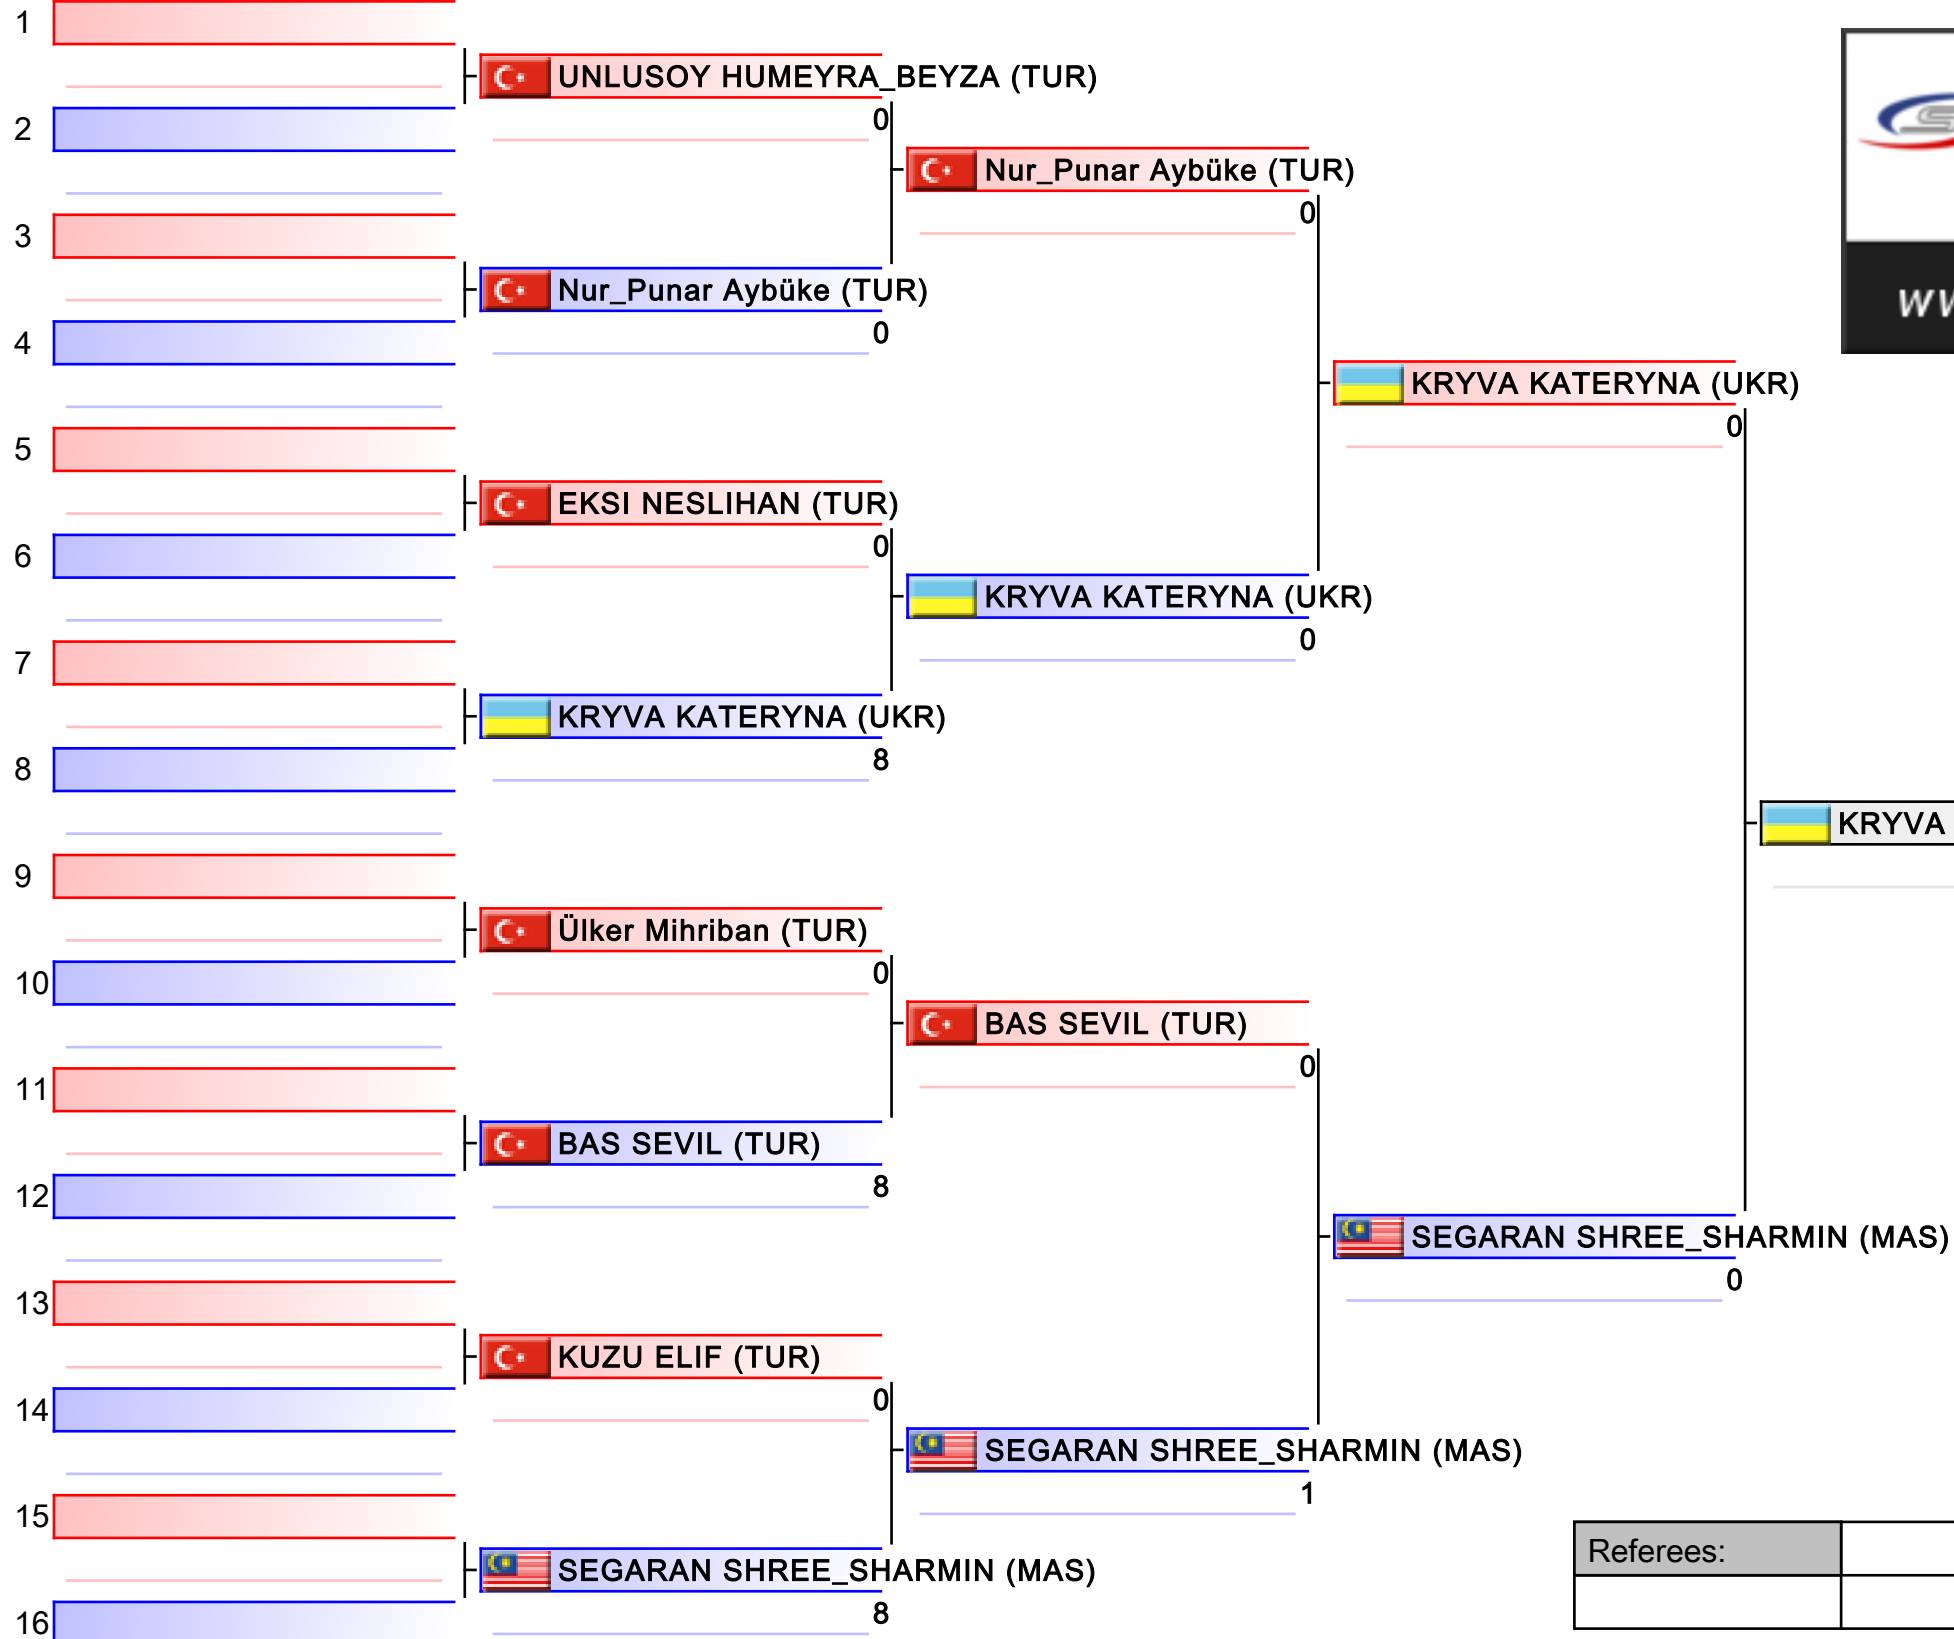 1
UNLUSOY HUMEYRA_BEYZA (TUR)
0
2
Nur_Punar Aybüke (TUR)
0
3
Nur_Punar Aybüke (TUR)
0
4
KRYVA KATERYNA (UKR)
0
5
EKSI NESLIHAN (TUR)
0
6
KRYVA KATERYNA (UKR)
0
7
KRYVA KATERYNA (UKR)
8
8
KRYVA
9
Ülker Mihriban (TUR)
0
10
BAS SEVIL (TUR)
0
11
BAS SEVIL (TUR)
8
12
SEGARAN SHREE_SHARMIN (MAS)
0
13
KUZU ELIF (TUR)
0
14
SEGARAN SHREE_SHARMIN (MAS)
1
15
Referees:
SEGARAN SHREE_SHARMIN (MAS)
8
16